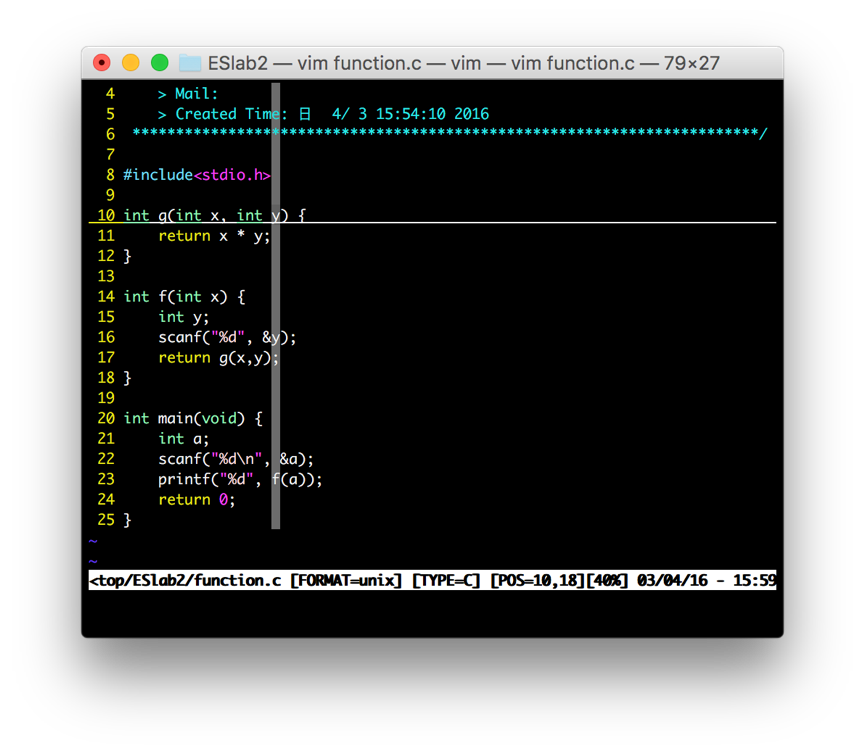 ESlab2 — vim function.c — vim — vim function.c — 79×27
4     > Mail:
5     > Created Time: 日  4/ 3 15:54:10 2016
6  ************************************************************************/
7
8 #include<stdio.h>
9
10 int g(int x, int y) {
11     return x * y;
12 }
13
14 int f(int x) {
15     int y;
16     scanf("%d", &y);
17     return g(x,y);
18 }
19
20 int main(void) {
21     int a;
22     scanf("%d\n", &a);
23     printf("%d", f(a));
24     return 0;
25 }
~
~
<top/ESlab2/function.c [FORMAT=unix] [TYPE=C] [POS=10,18][40%] 03/04/16 - 15:59